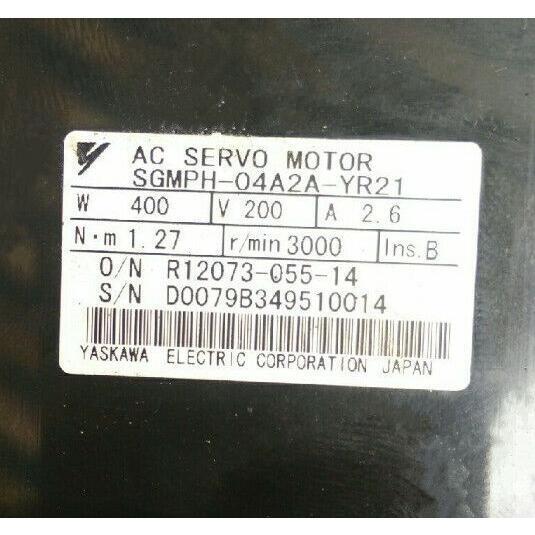 AC SERVO MOTOR
SGMPH-04A2A-YR21
W 400 V 200 A 2.6
N·m 1.27 r/min 3000 Ins.B
O/N R12073-055-14
S/N D0079B349510014
YASKAWA ELECTRIC CORPORATION JAPAN